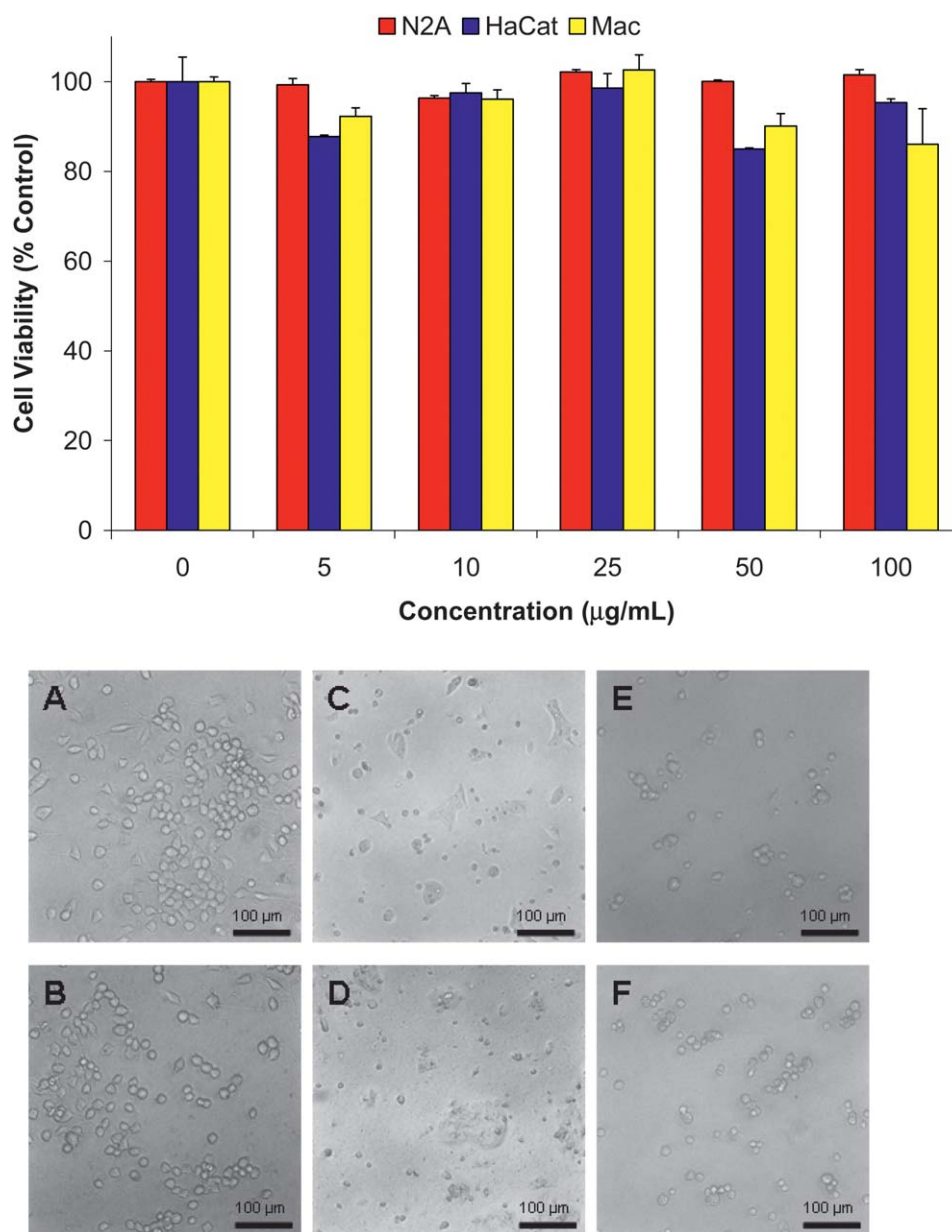 N2A HaCat Mac
Cell Viability (% Control)
100
80
60
40
20
0
0 5 10 25 50 100
Concentration (μg/mL)
A C E
100 µm 100 µm 100 µm
B D F
100 µm 100 µm 100 µm